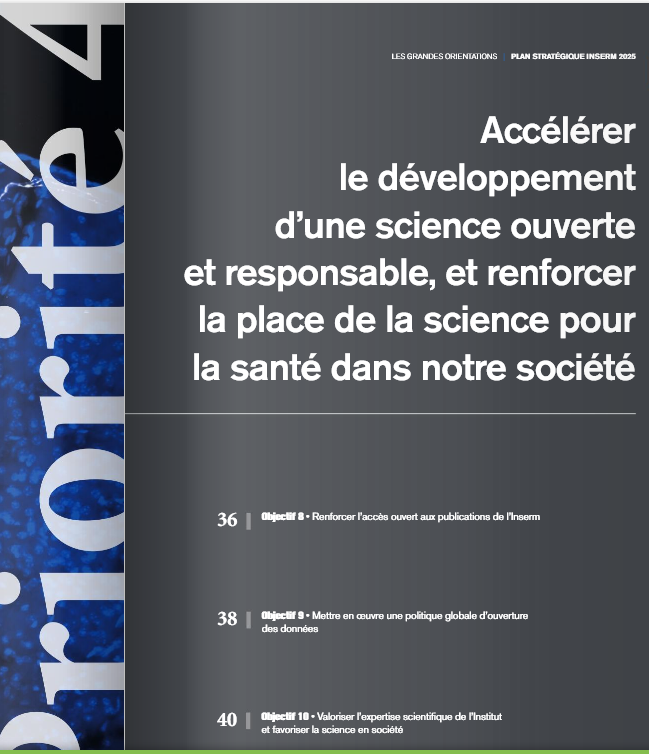 LES GRANDES ORIENTATIONS | PLAN STRATÉGIQUE INSERM 2025
Priorité 4
Accélérer
le développement
d'une science ouverte
et responsable, et renforcer
la place de la science pour
la santé dans notre société
36 | Objectif 8 • Renforcer l'accès ouvert aux publications de l'Inserm
38 | Objectif 9 • Mettre en œuvre une politique globale d'ouverture
des données
40 | Objectif 10 • Valoriser l'expertise scientifique de l'Institut
et favoriser la science en société